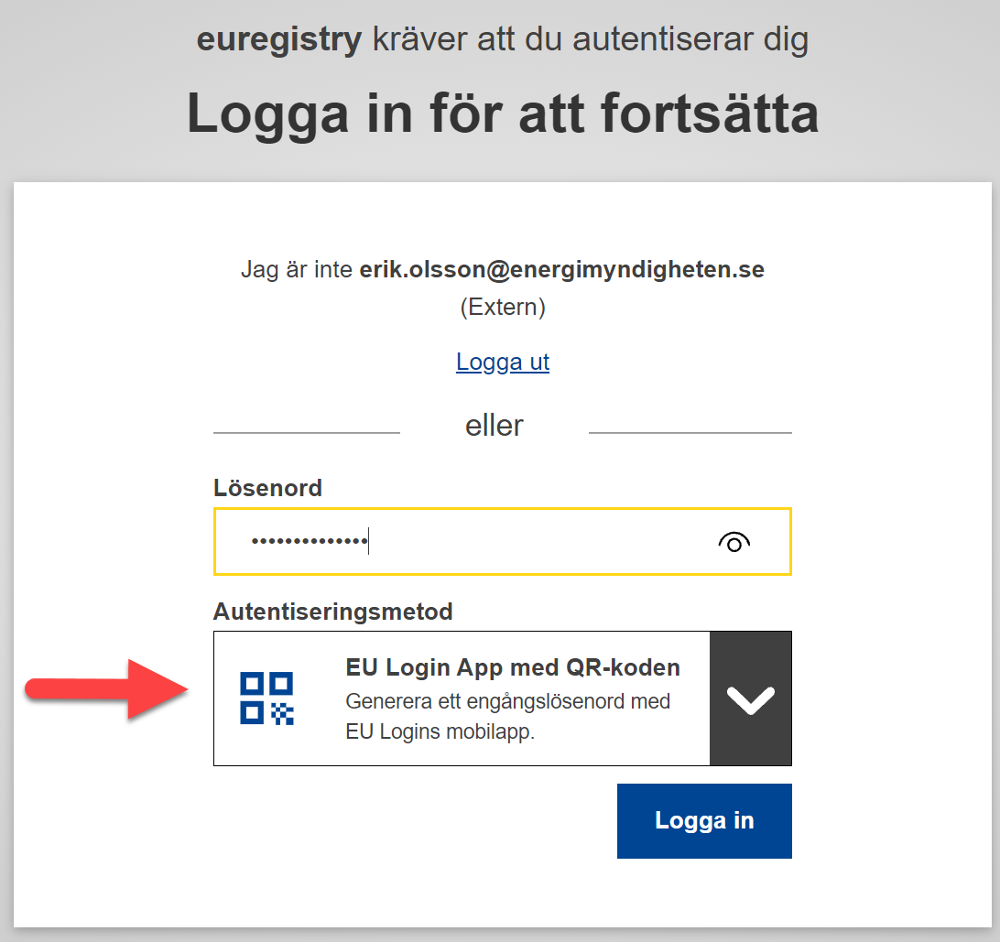 euregistry kräver att du autentiserar dig
Logga in för att fortsätta
Jag är inte erik.olsson@energimyndigheten.se
(Extern)
Logga ut
eller
Lösenord
••••••••••••••
Autentiseringsmetod
EU Login App med QR-koden
Generera ett engångslösenord med
EU Logins mobilapp.
Logga in